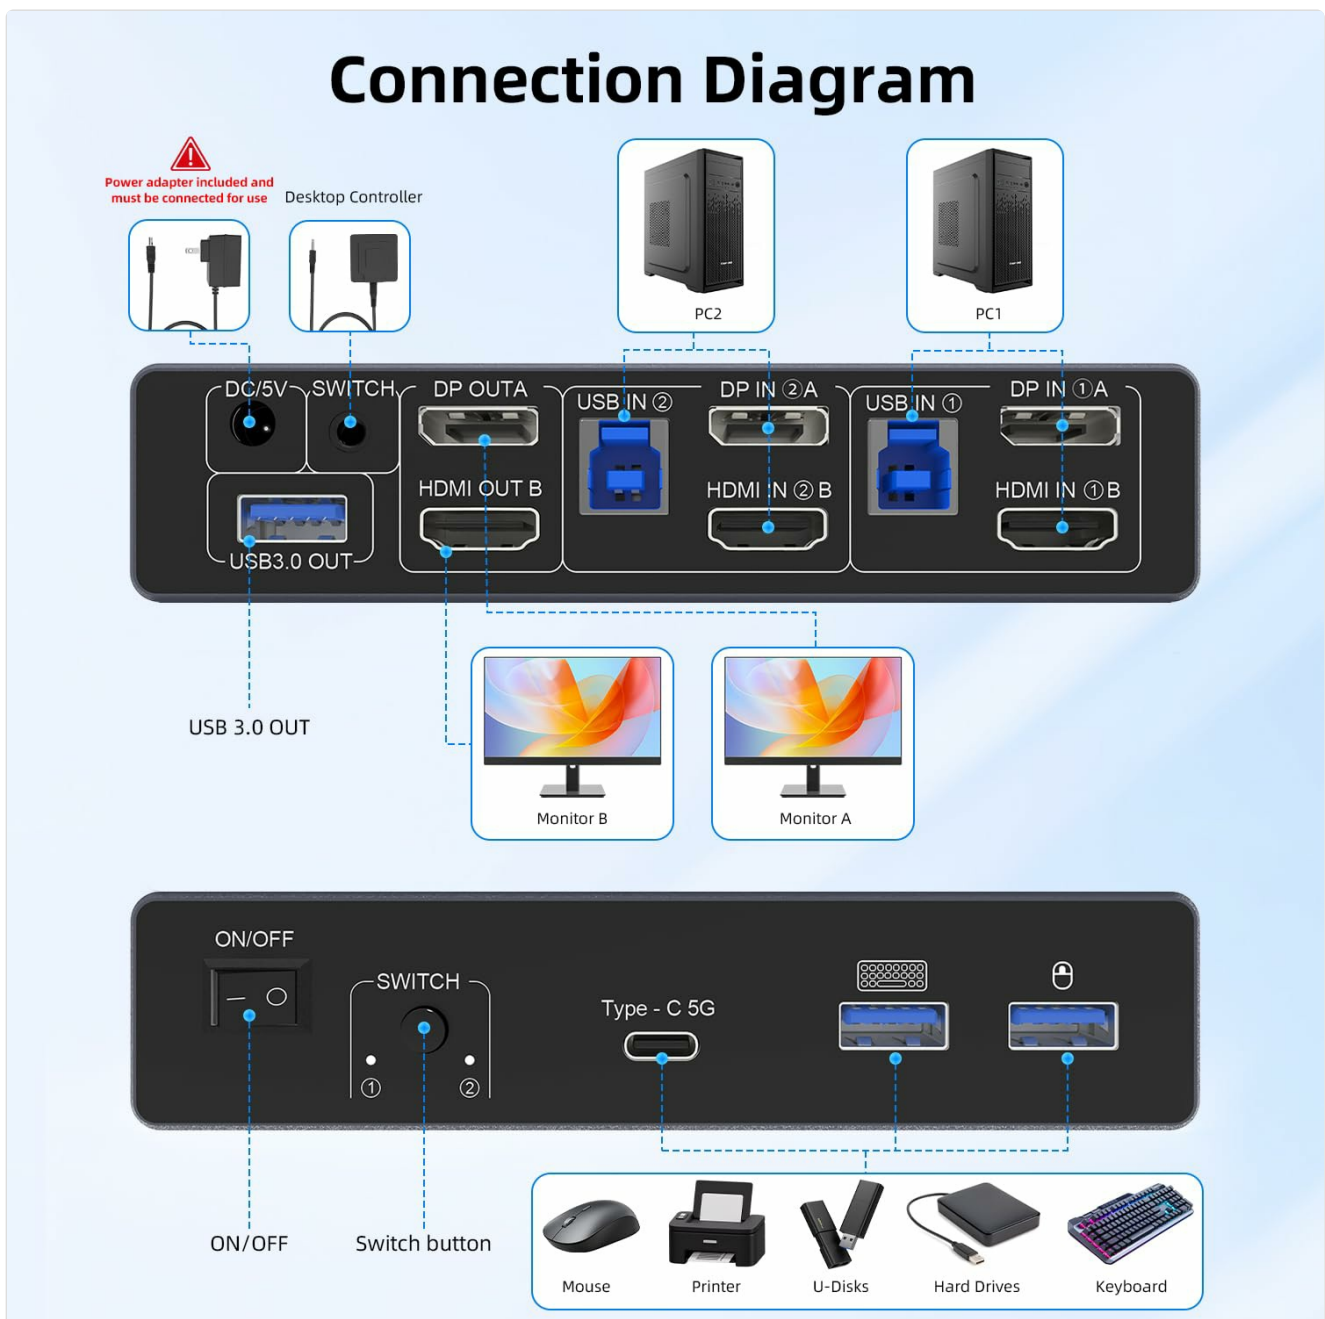 Connection Diagram
Power adapter included and
must be connected for use
Desktop Controller
PC2
PC1
DC/5V
SWITCH
DP OUTA
USB IN ②
DP IN ②A
USB IN ①
DP IN ①A
HDMI OUT B
HDMI IN ② B
HDMI IN ①B
USB3.0 OUT
USB 3.0 OUT
Monitor B
Monitor A
ON/OFF
SWITCH
Type - C 5G
①
②
ON/OFF
Switch button
Mouse
Printer
U-Disks
Hard Drives
Keyboard